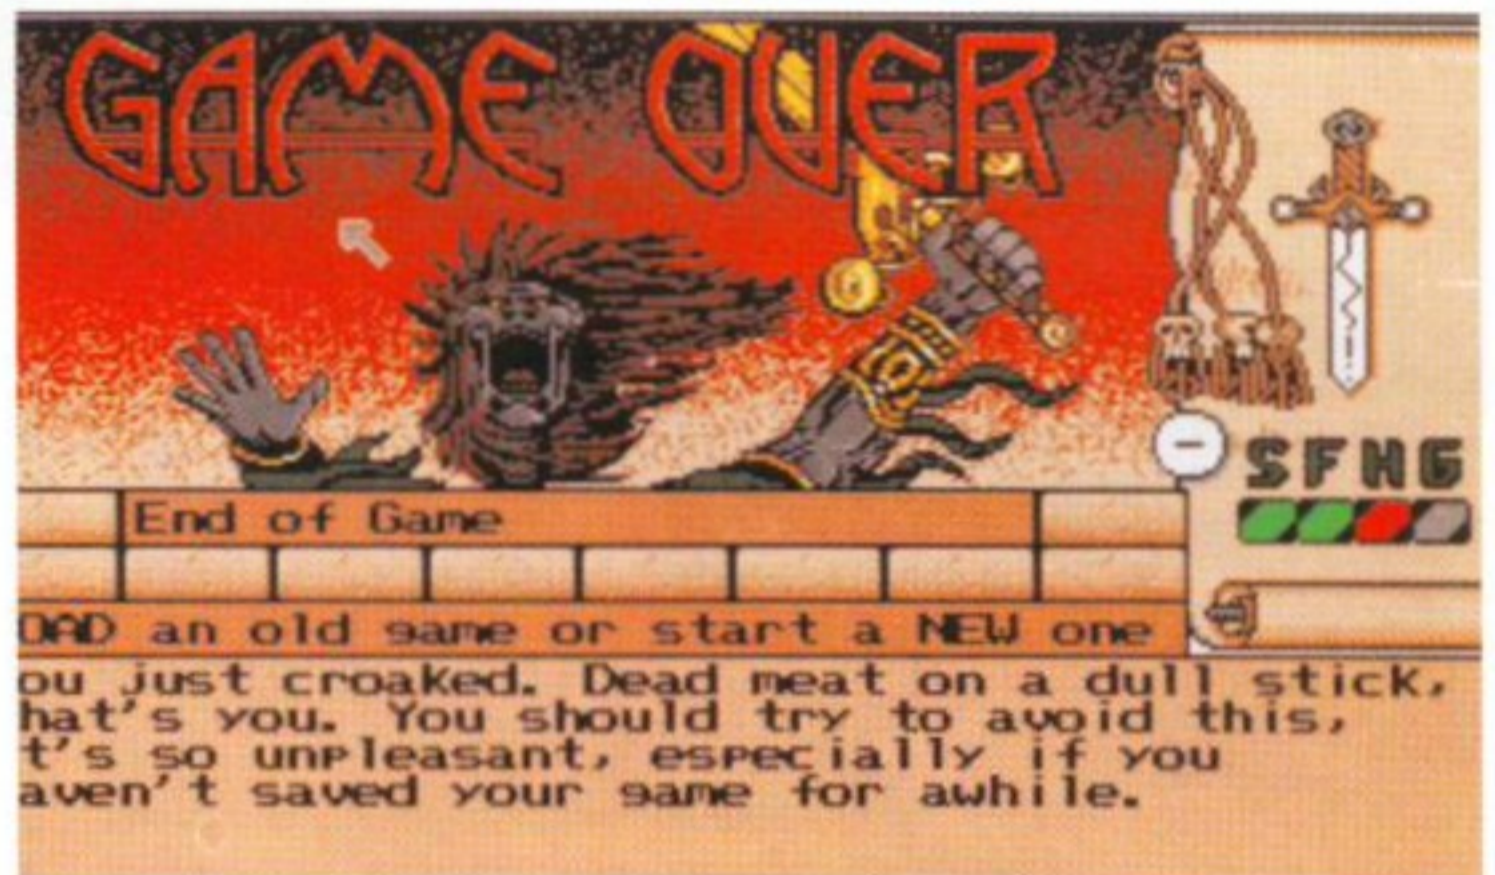 GAME OVER
SFHG
End of Game
OAD an old game or start a NEW one
ou just croaked. Dead meat on a dull stick,
hat's you. You should try to avoid this,
t's so unpleasant, especially if you
aven't saved your game for awhile.